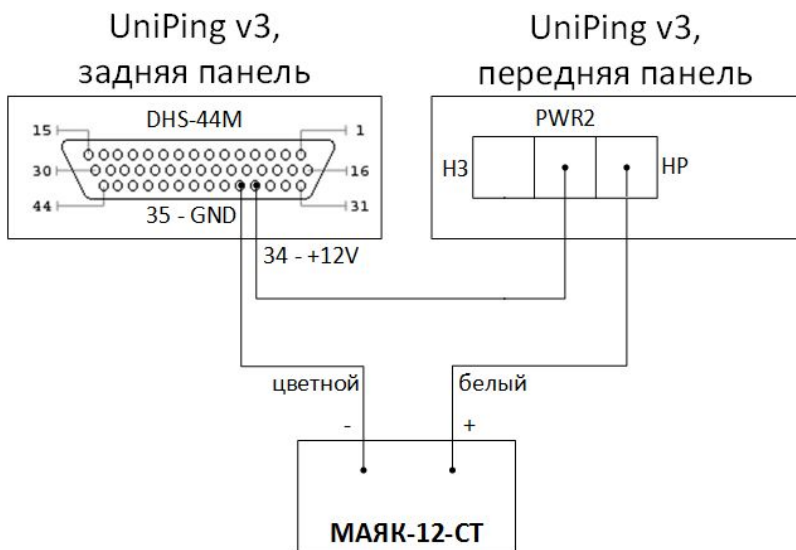 UniPing v3,
задняя панель
UniPing v3,
передняя панель
DHS-44M
15
1
30
16
44
31
35 - GND
34 - +12V
PWR2
НЗ
НР
цветной
белый
-
+
МАЯК-12-СТ